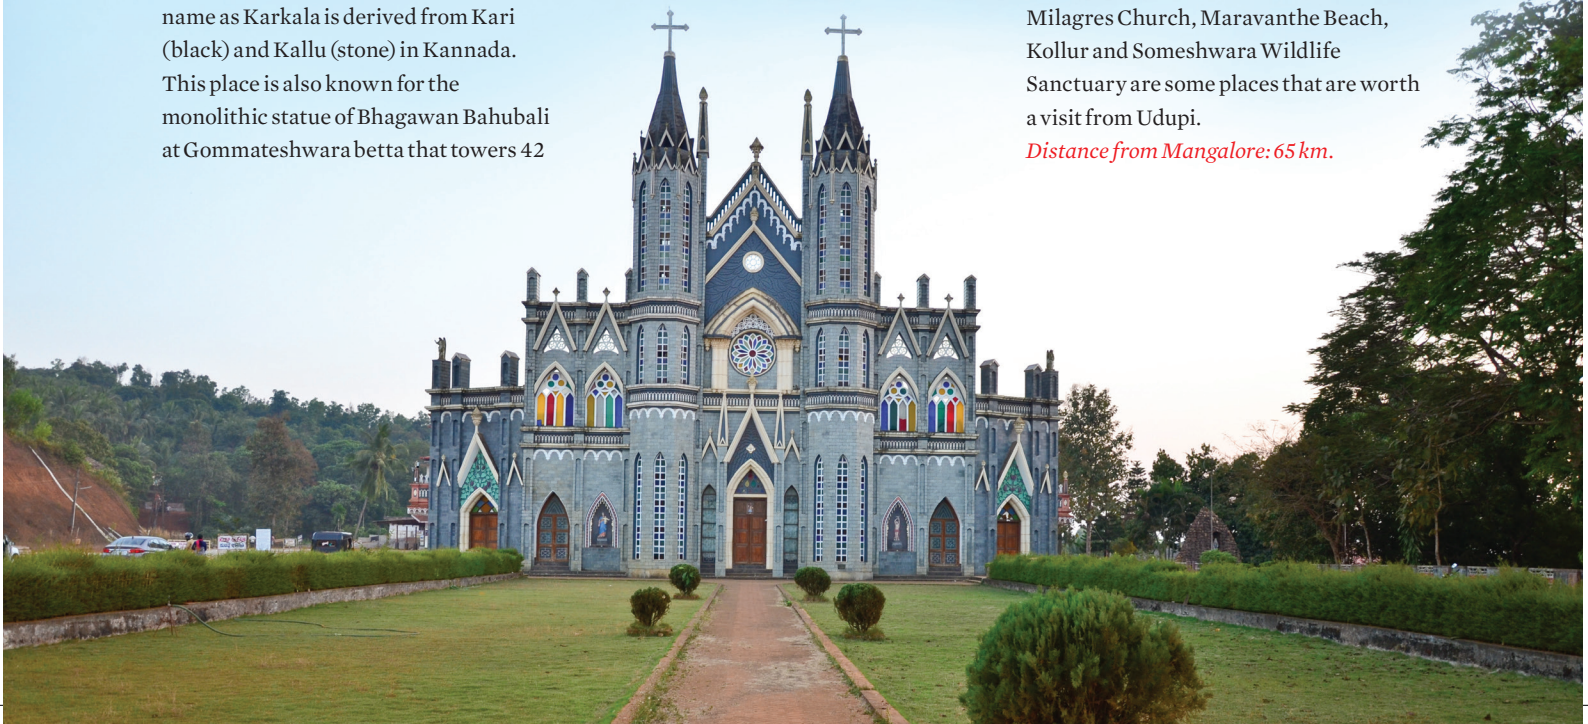 name as Karkala is derived from Kari
(black) and Kallu (stone) in Kannada.
This place is also known for the
monolithic statue of Bhagawan Bahubali
at Gommateshwara betta that towers 42
Milagres Church, Maravanthe Beach,
Kollur and Someshwara Wildlife
Sanctuary are some places that are worth
a visit from Udupi.
Distance from Mangalore: 65 km.